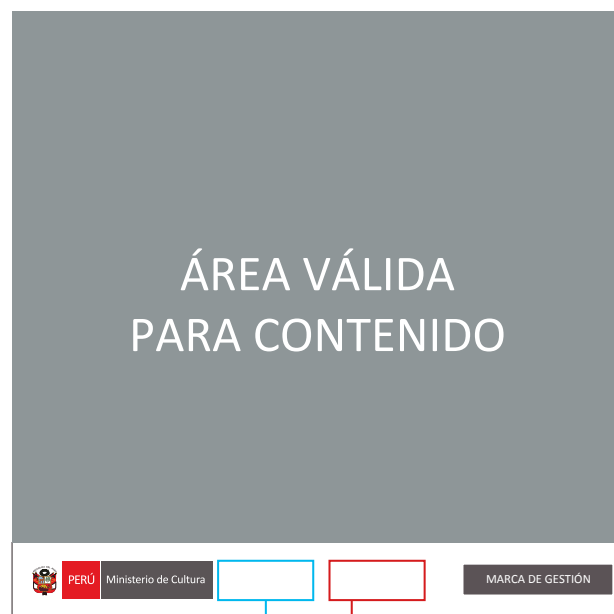 ÁREA VÁLIDA
PARA CONTENIDO
PERÚ Ministerio de Cultura MARCA DE GESTIÓN